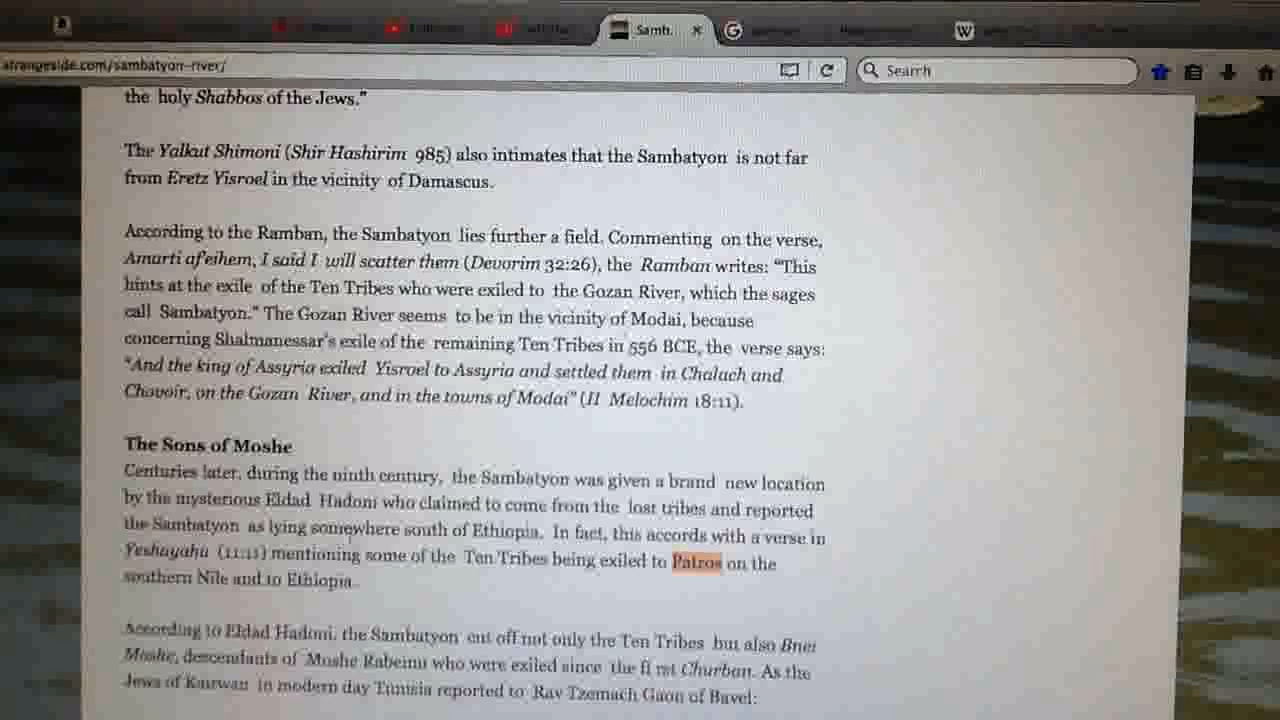 Samb.
atrangeside.com/sambatyon-river/
Search
the holy Shabbos of the Jews."
The Yalkut Shimoni (Shir Hashirim 985) also intimates that the Sambatyon is not far
from Eretz Yisroel in the vicinity of Damascus.
According to the Ramban, the Sambatyon lies further a field. Commenting on the verse,
Amarti af'eihem, I said I will scatter them (Devorim 32:26), the Ramban writes: "This
hints at the exile of the Ten Tribes who were exiled to the Gozan River, which the sages
call Sambatyon." The Gozan River seems to be in the vicinity of Modai, because
concerning Shalmanessar's exile of the remaining Ten Tribes in 556 BCE, the verse says:
"And the king of Assyria exiled Yisroel to Assyria and settled them in Chalach and
Chavoir, on the Gozan River, and in the towns of Modai" (II Melochim 18:11).
The Sons of Moshe
Centuries later, during the ninth century, the Sambatyon was given a brand new location
by the mysterious Eldad Hadoni who claimed to come from the lost tribes and reported
the Sambatyon as lying somewhere south of Ethiopia. In fact, this accords with a verse in
Yeshayahu (11:11) mentioning some of the Ten Tribes being exiled to Patros on the
southern Nile and to Ethiopia.
According to Eldad Hadoni, the Sambatyon cut off not only the Ten Tribes but also Bnei
Moshe, descendants of Moshe Rabeinu who were exiled since the fi rst Churban. As the
Jews of Kairwan in modern day Tunisia reported to Rav Tzemach Gaon of Bavel: